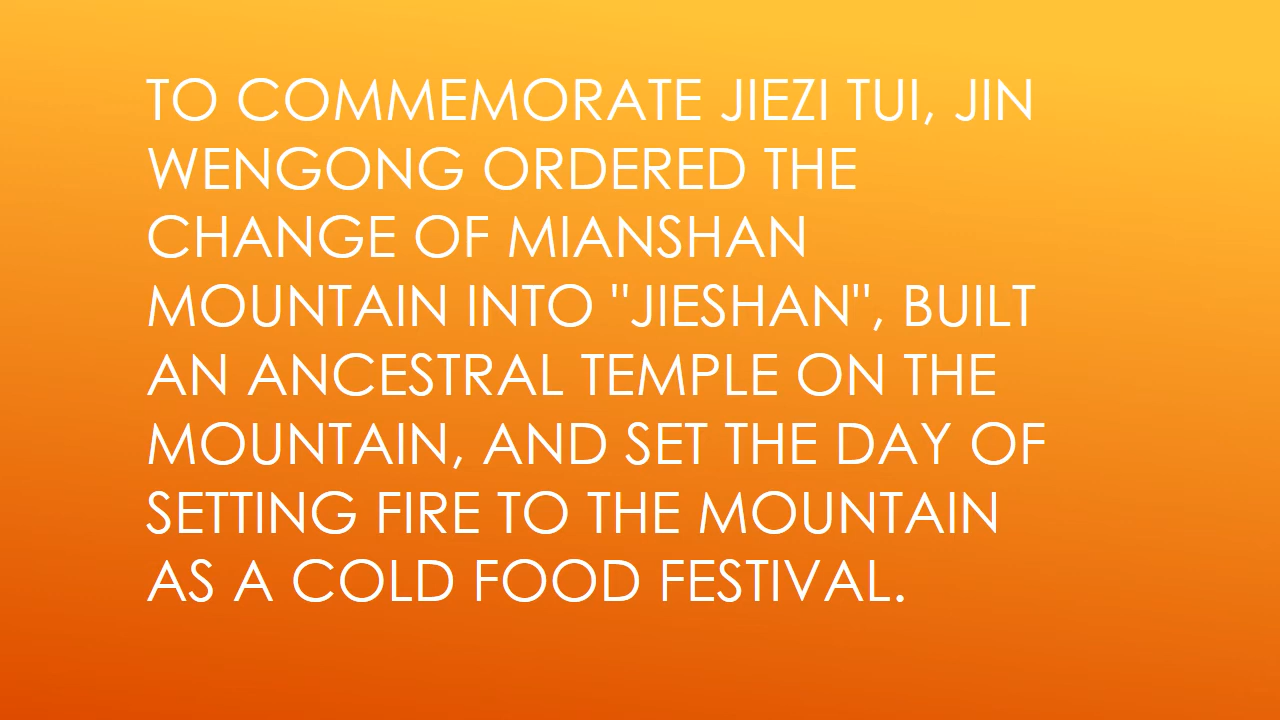 TO COMMEMORATE JIEZI TUI, JIN
WENGONG ORDERED THE
CHANGE OF MIANSHAN
MOUNTAIN INTO "JIESHAN", BUILT
AN ANCESTRAL TEMPLE ON THE
MOUNTAIN, AND SET THE DAY OF
SETTING FIRE TO THE MOUNTAIN
AS A COLD FOOD FESTIVAL.